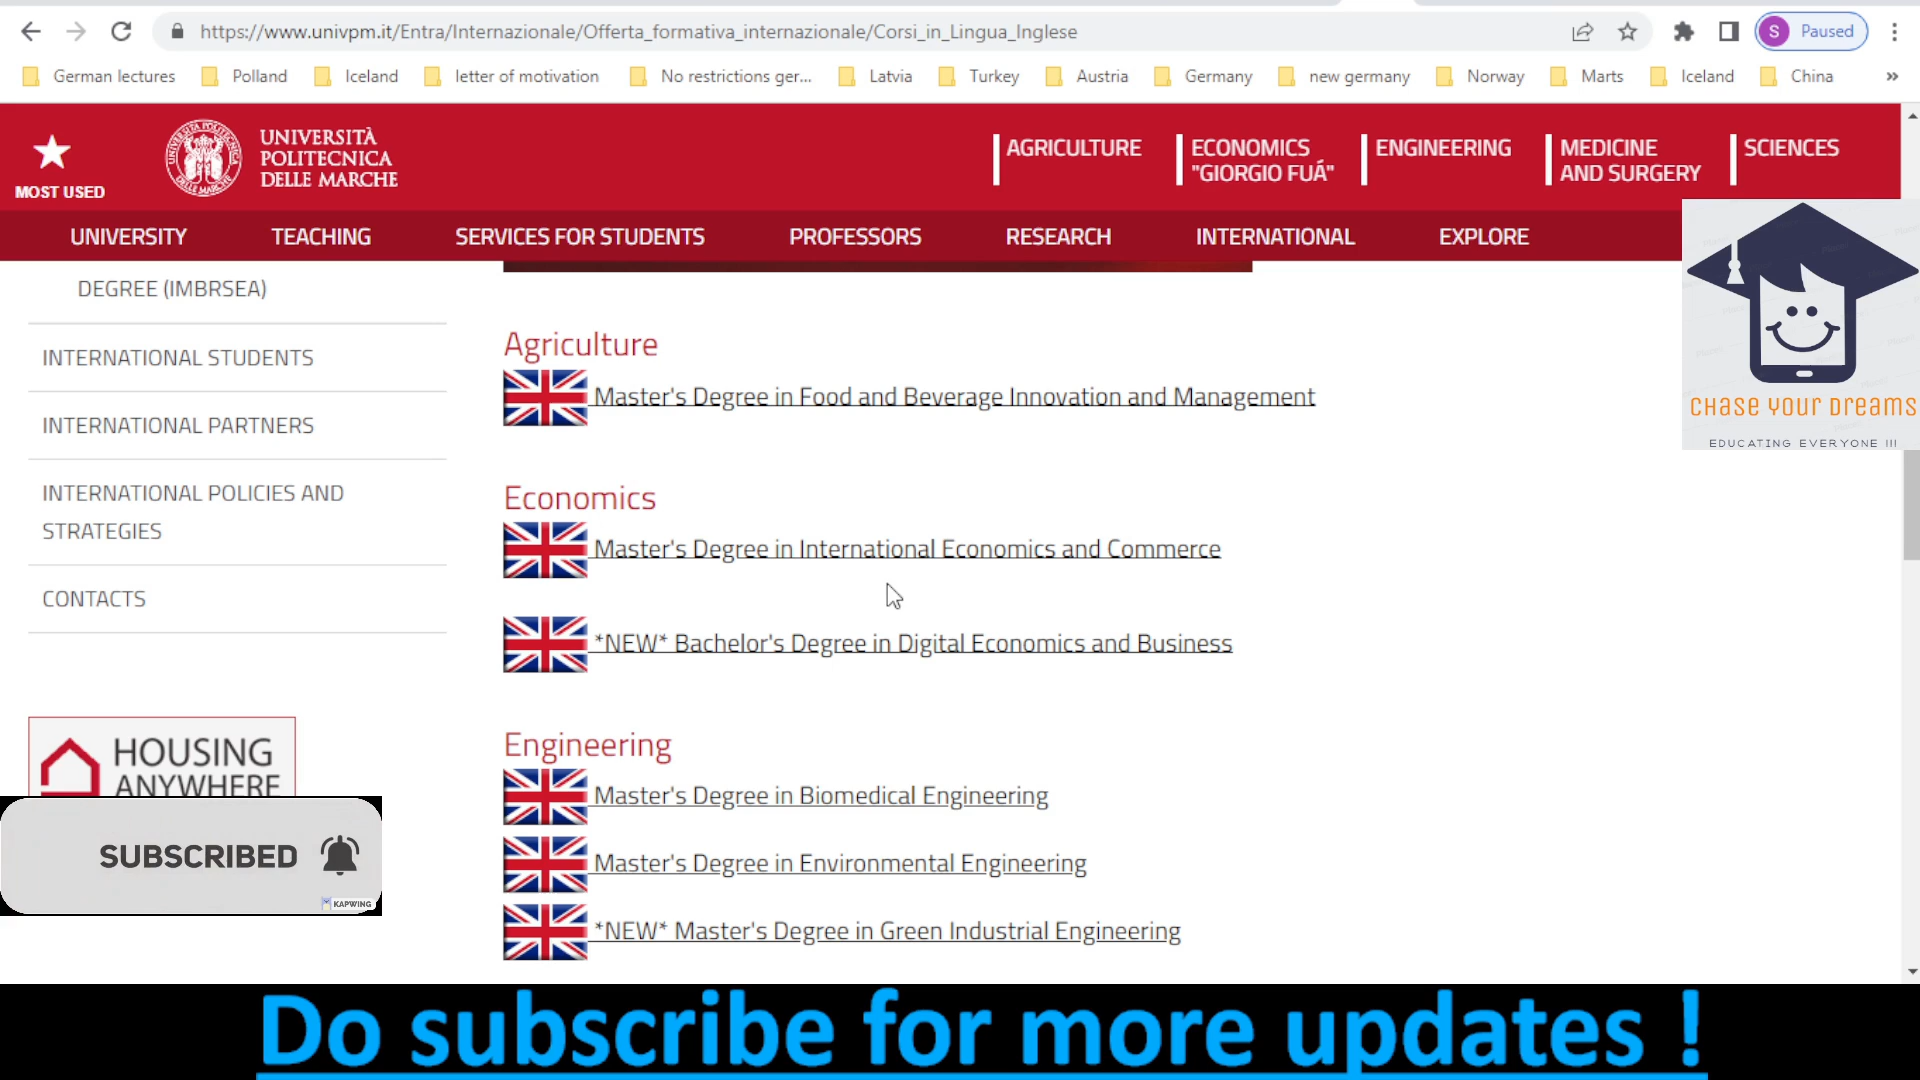 https://www.univpm.it/Entra/Internazionale/Offerta_formativa_internazionale/Corsi_in_Lingua_Inglese
S Paused
German lectures Polland Iceland letter of motivation No restrictions ger... Latvia Turkey Austria Germany new germany Norway Marts Iceland China »
MOST USED
UNIVERSITÀ
POLITECNICA
DELLE MARCHE
AGRICULTURE
ECONOMICS
"GIORGIO FUÁ"
ENGINEERING
MEDICINE
AND SURGERY
SCIENCES
UNIVERSITY TEACHING SERVICES FOR STUDENTS PROFESSORS RESEARCH INTERNATIONAL EXPLORE
DEGREE (IMBRSEA)
INTERNATIONAL STUDENTS
INTERNATIONAL PARTNERS
INTERNATIONAL POLICIES AND
STRATEGIES
CONTACTS
HOUSING
ANYWHERE
SUBSCRIBED
KAPWING
Agriculture
Master's Degree in Food and Beverage Innovation and Management
Economics
Master's Degree in International Economics and Commerce
*NEW* Bachelor's Degree in Digital Economics and Business
Engineering
Master's Degree in Biomedical Engineering
Master's Degree in Environmental Engineering
*NEW* Master's Degree in Green Industrial Engineering
CHASE YOUR DREAMS
EDUCATING EVERYONE !!!
Do subscribe for more updates !